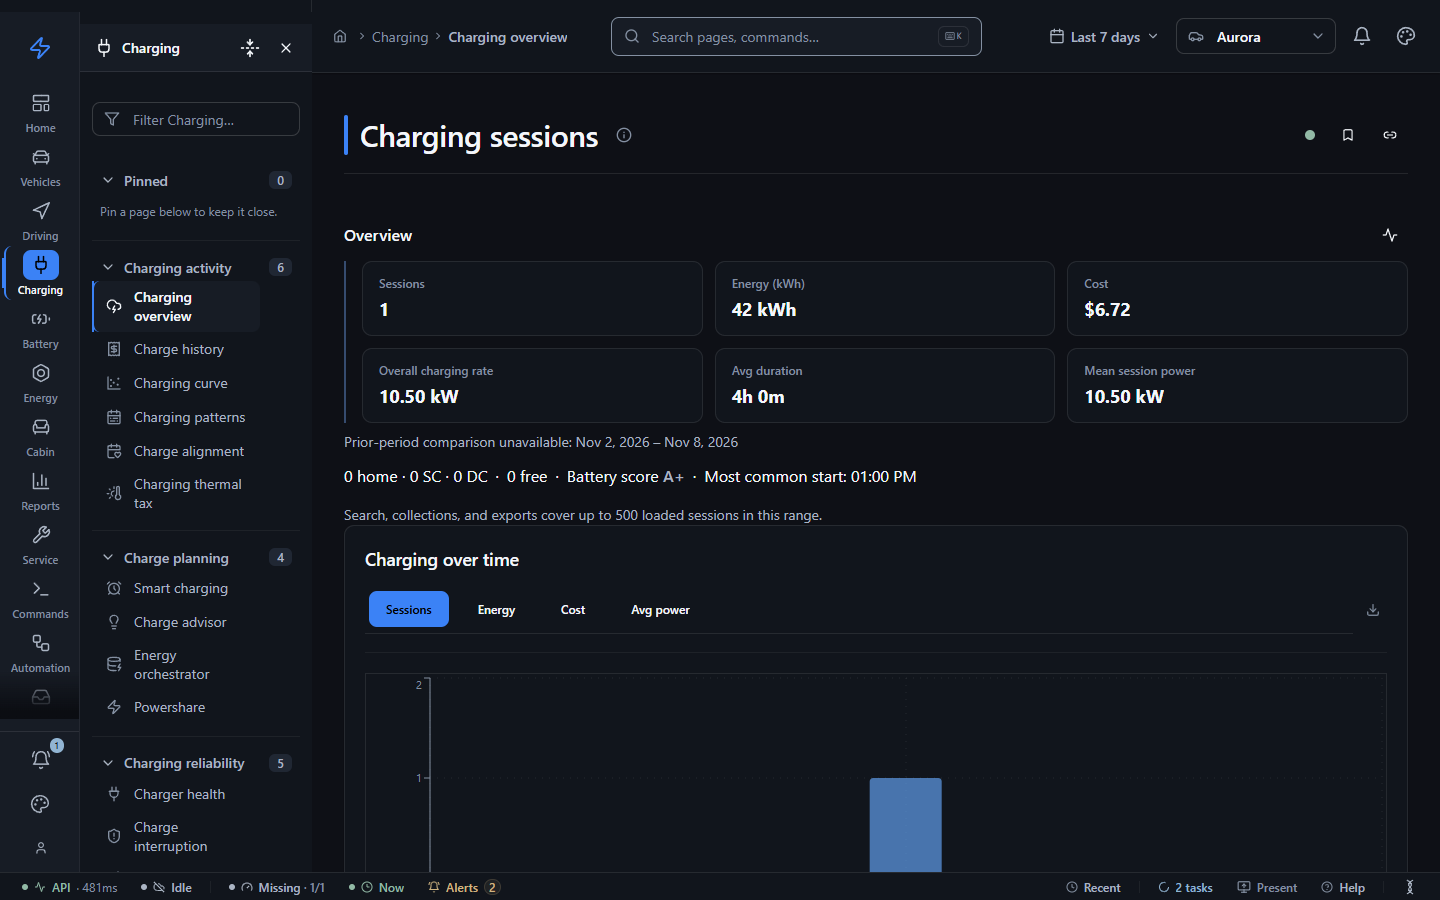 Charging
Charging
Charging overview
Search pages, commands...
K
Last 7 days
Aurora
Home
Vehicles
Driving
Charging
Battery
Energy
Cabin
Reports
Service
Commands
Automation
1
Filter Charging...
Pinned
0
Pin a page below to keep it close.
Charging activity
6
Charging
overview
Charge history
Charging curve
Charging patterns
Charge alignment
Charging thermal
tax
Charge planning
4
Smart charging
Charge advisor
Energy
orchestrator
Powershare
Charging reliability
5
Charger health
Charge
interruption
Charging sessions
Overview
Sessions
1
Energy (kWh)
42 kWh
Cost
$6.72
Overall charging rate
10.50 kW
Avg duration
4h 0m
Mean session power
10.50 kW
Prior-period comparison unavailable: Nov 2, 2026 – Nov 8, 2026
0 home · 0 SC · 0 DC · 0 free · Battery score A+ · Most common start: 01:00 PM
Search, collections, and exports cover up to 500 loaded sessions in this range.
Charging over time
Sessions
Energy
Cost
Avg power
2
1
API · 481ms
Idle
Missing · 1/1
Now
Alerts 2
Recent
2 tasks
Present
Help